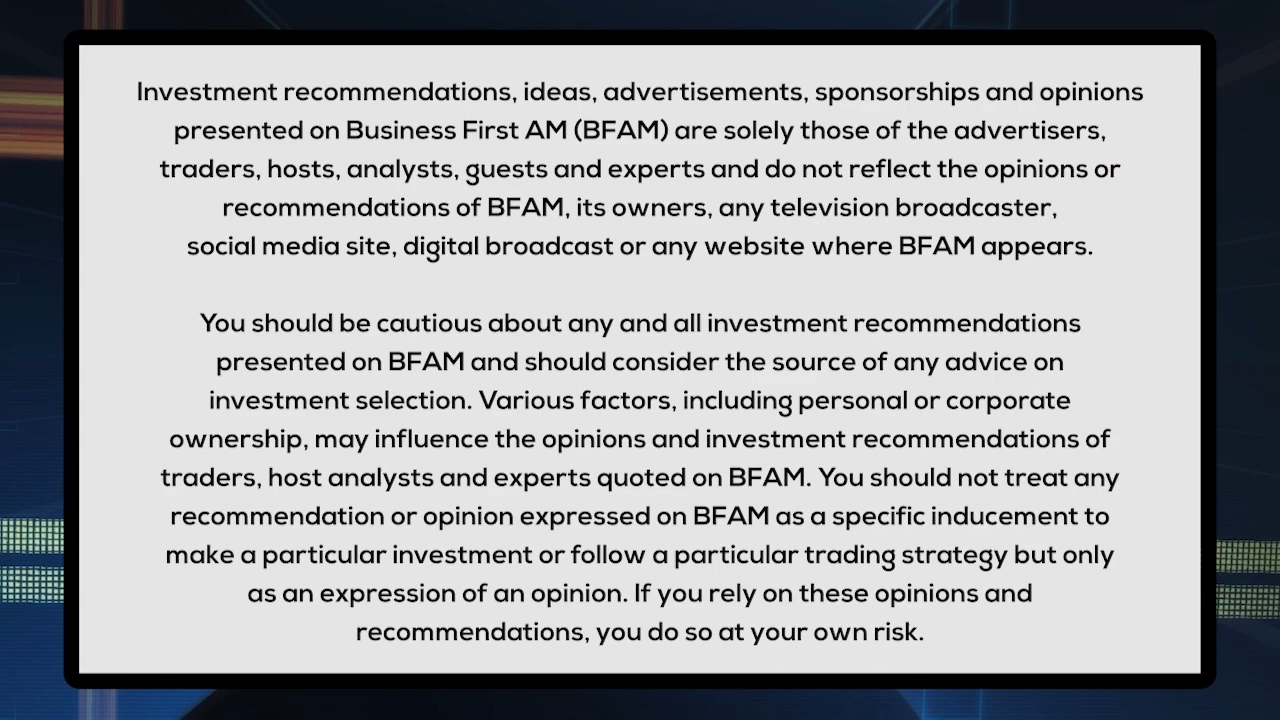 Investment recommendations, ideas, advertisements, sponsorships and opinions
presented on Business First AM (BFAM) are solely those of the advertisers,
traders, hosts, analysts, guests and experts and do not reflect the opinions or
recommendations of BFAM, its owners, any television broadcaster,
social media site, digital broadcast or any website where BFAM appears.
You should be cautious about any and all investment recommendations
presented on BFAM and should consider the source of any advice on
investment selection. Various factors, including personal or corporate
ownership, may influence the opinions and investment recommendations of
traders, host analysts and experts quoted on BFAM. You should not treat any
recommendation or opinion expressed on BFAM as a specific inducement to
make a particular investment or follow a particular trading strategy but only
as an expression of an opinion. If you rely on these opinions and
recommendations, you do so at your own risk.